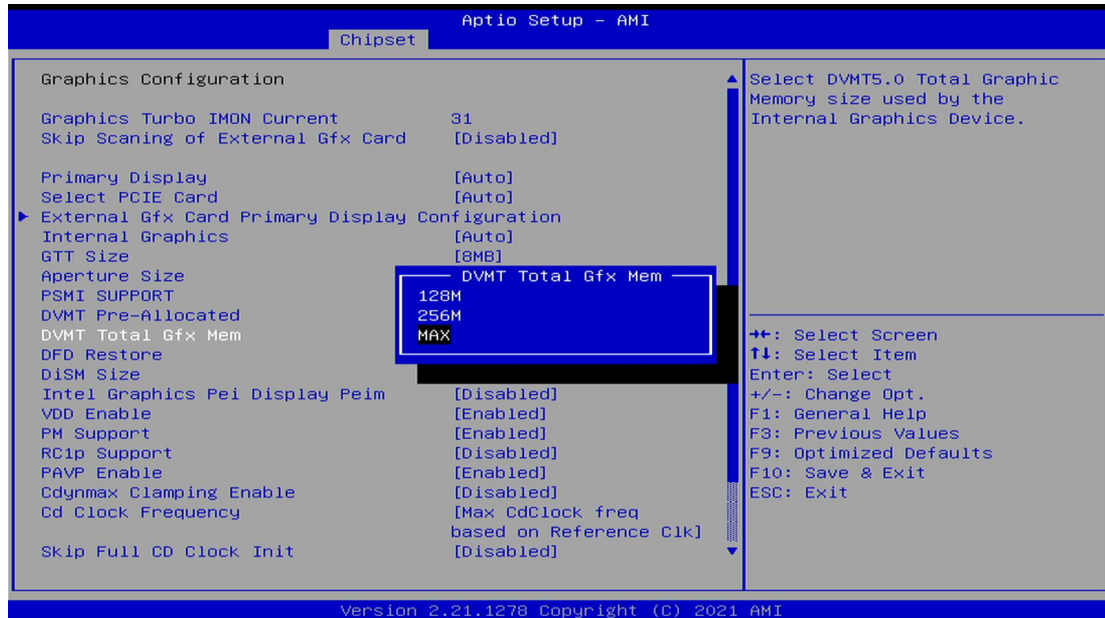 Aptio Setup – AMI
Chipset
Graphics Configuration
Graphics Turbo IMON Current 31
Skip Scaning of External Gfx Card [Disabled]
Primary Display [Auto]
Select PCIE Card [Auto]
External Gfx Card Primary Display Configuration
Internal Graphics [Auto]
GTT Size [8MB]
Aperture Size
PSMI SUPPORT
DVMT Pre-Allocated
DVMT Total Gfx Mem
DFD Restore
DiSM Size
Intel Graphics Pei Display Peim [Disabled]
VDD Enable [Enabled]
PM Support [Enabled]
RC1p Support [Disabled]
PAVP Enable [Enabled]
Cdynmax Clamping Enable [Disabled]
Cd Clock Frequency [Max CdClock freq
based on Reference Clk]
Skip Full CD Clock Init [Disabled]
DVMT Total Gfx Mem
128M
256M
MAX
Select DVMT5.0 Total Graphic
Memory size used by the
Internal Graphics Device.
→←: Select Screen
↑↓: Select Item
Enter: Select
+/-: Change Opt.
F1: General Help
F3: Previous Values
F9: Optimized Defaults
F10: Save & Exit
ESC: Exit
Version 2.21.1278 Copyright (C) 2021 AMI